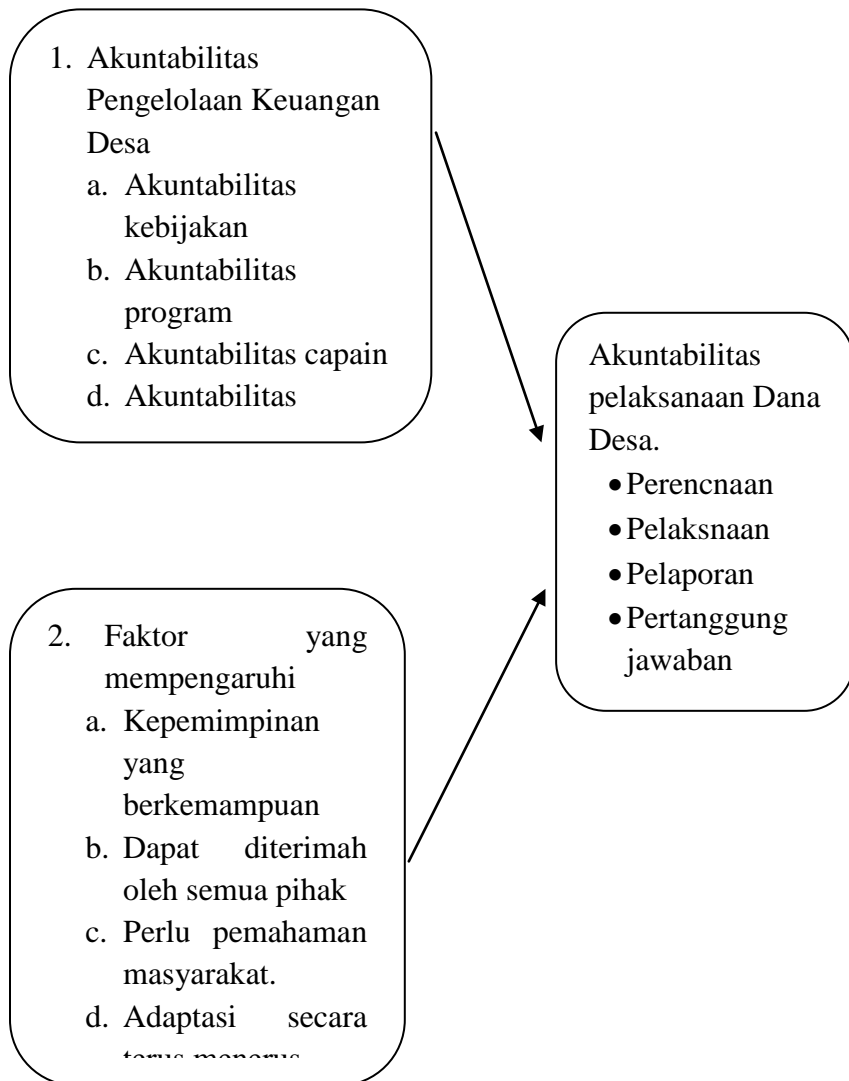 1. Akuntabilitas
Pengelolaan Keuangan
Desa
a. Akuntabilitas
kebijakan
b. Akuntabilitas
program
c. Akuntabilitas capain
d. Akuntabilitas
Akuntabilitas
pelaksanaan Dana
Desa.
• Perencnaan
• Pelaksnaan
• Pelaporan
• Pertanggung
jawaban
2. Faktor yang
mempengaruhi
a. Kepemimpinan
yang
berkemampuan
b. Dapat diterimah
oleh semua pihak
c. Perlu pemahaman
masyarakat.
d. Adaptasi secara
terus menerus